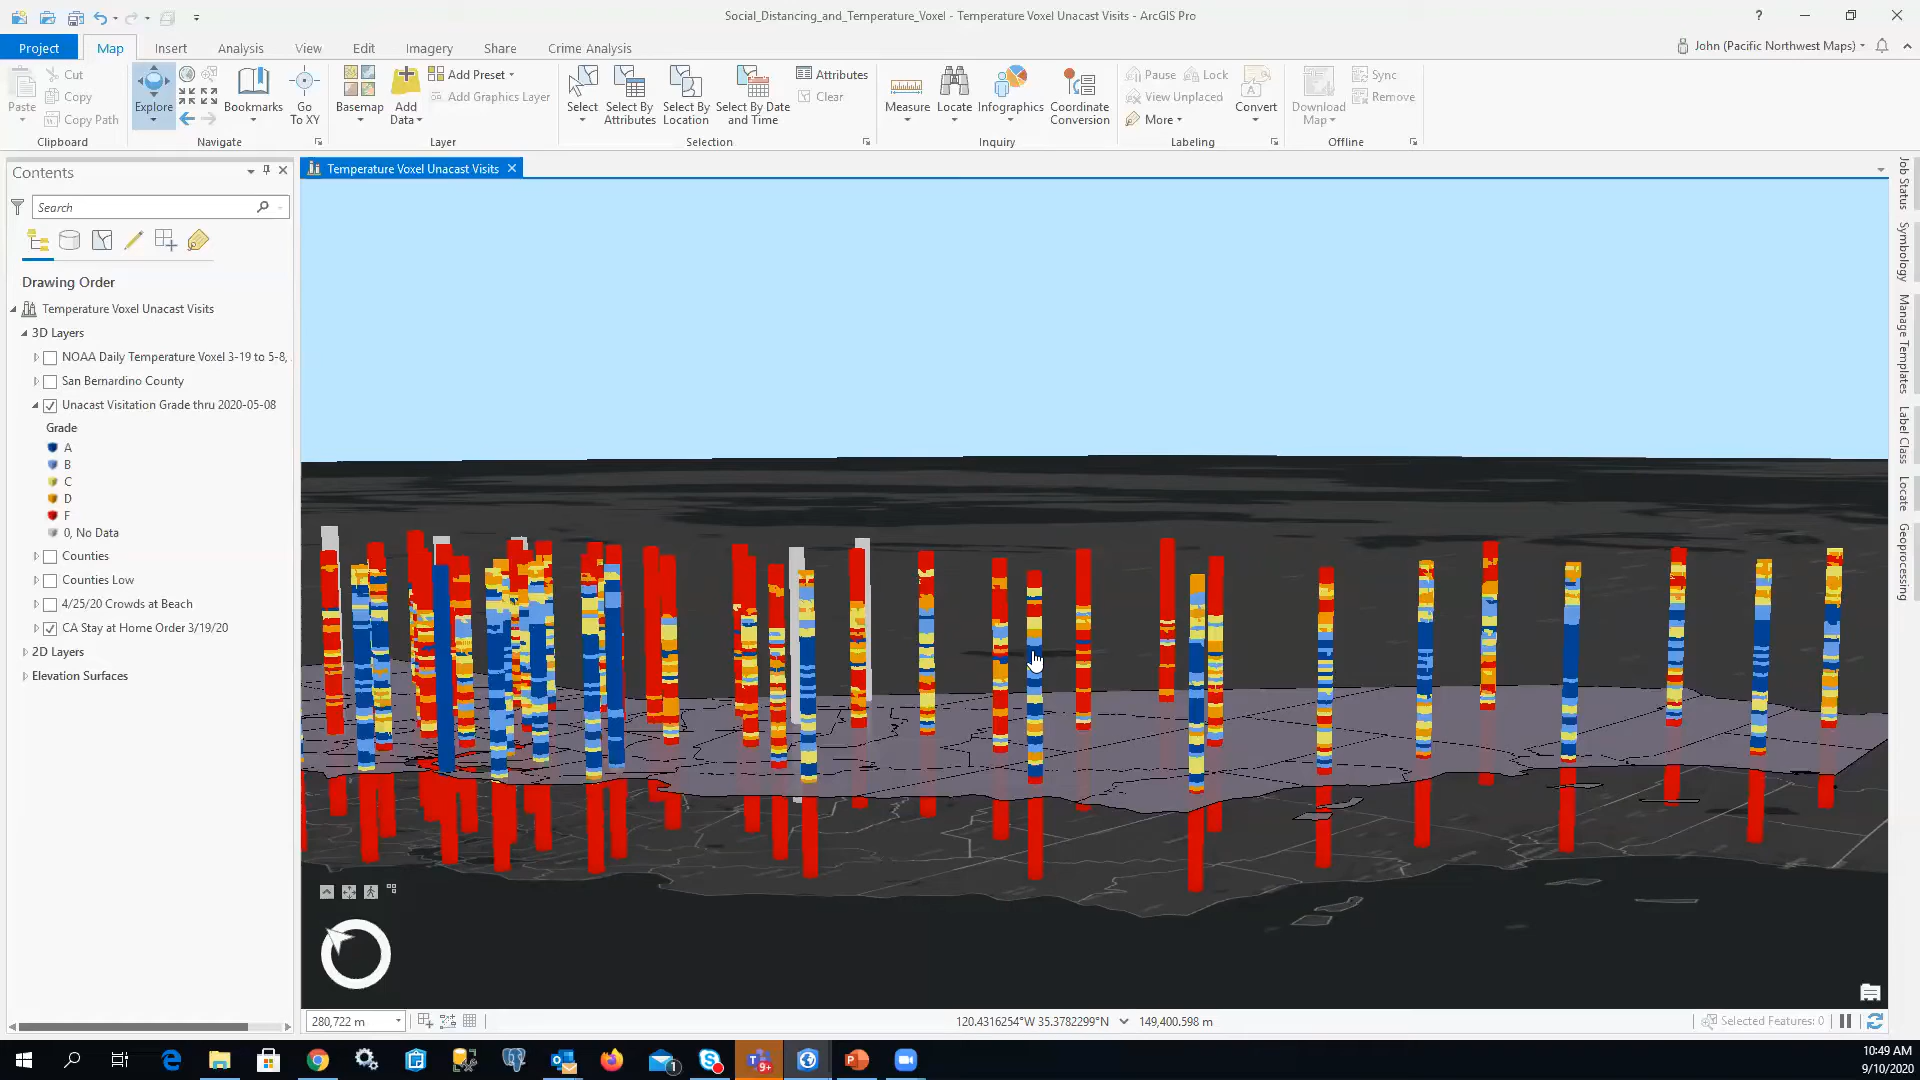 Social_Distancing_and_Temperature_Voxel - Temperature Voxel Unacast Visits - ArcGIS Pro
?
Project Map Insert Analysis View Edit Imagery Share Crime Analysis
John (Pacific Northwest Maps)
Paste
Cut
Copy
Copy Path
Clipboard
Explore
Bookmarks
Go To XY
Navigate
Basemap
Add Data
Add Preset
Add Graphics Layer
Layer
Select
Select By Attributes
Select By Location
Select By Date and Time
Attributes
Clear
Selection
Measure
Locate
Infographics
Coordinate Conversion
Inquiry
Pause
Lock
View Unplaced
More
Convert
Labeling
Download Map
Sync
Remove
Offline
Contents
Search
Drawing Order
Temperature Voxel Unacast Visits
3D Layers
NOAA Daily Temperature Voxel 3-19 to 5-8,
San Bernardino County
Unacast Visitation Grade thru 2020-05-08
Grade
A
B
C
D
F
0, No Data
Counties
Counties Low
4/25/20 Crowds at Beach
CA Stay at Home Order 3/19/20
2D Layers
Elevation Surfaces
Temperature Voxel Unacast Visits
Job Status
Symbology
Manage Templates
Label Class
Locate
Geoprocessing
280,722 m
120.4316254°W 35.3782299°N
149,400.598 m
Selected Features: 0
1
9+
10:49 AM
9/10/2020